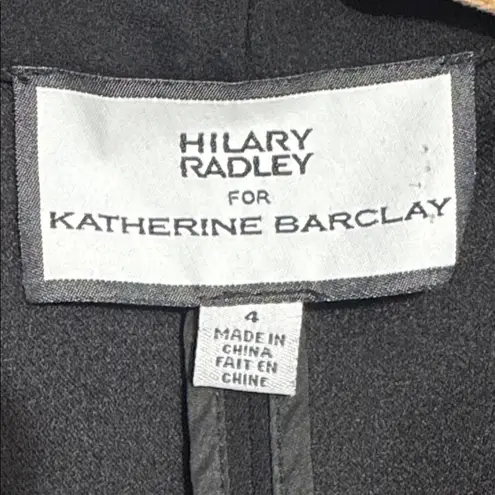 HILARY
RADLEY
FOR
KATHERINE BARCLAY
4
MADE IN
CHINA
FAIT EN
CHINE